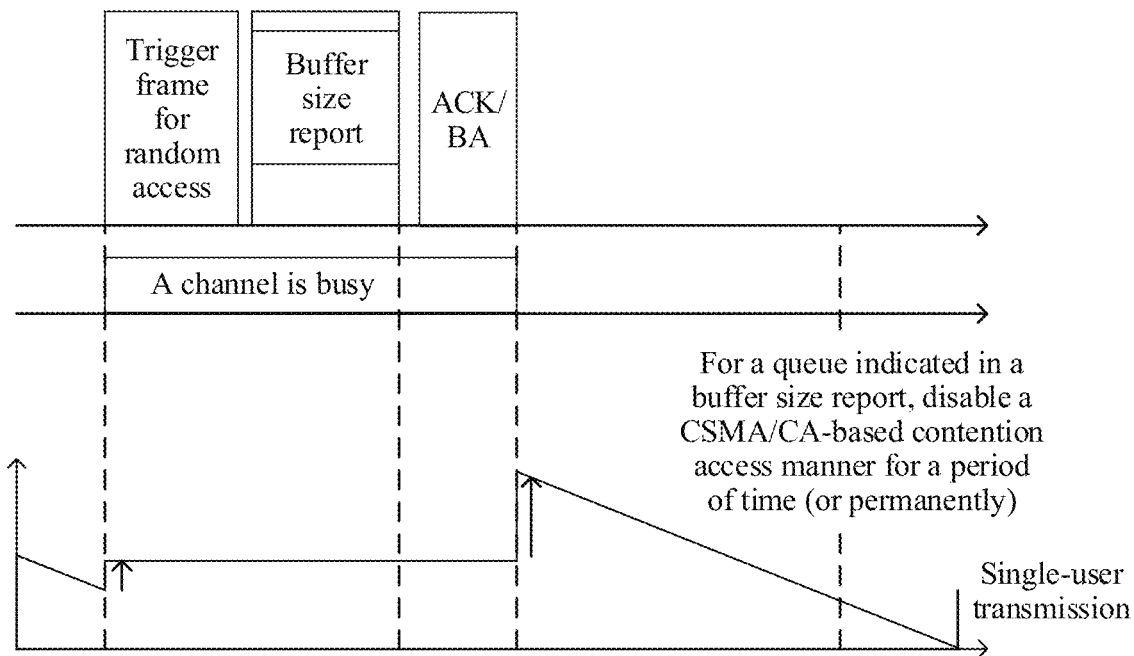 Trigger
frame
for
random
access
Buffer
size
report
ACK/
BA
A channel is busy
For a queue indicated in a
buffer size report, disable a
CSMA/CA-based contention
access manner for a period
of time (or permanently)
Single-user
transmission